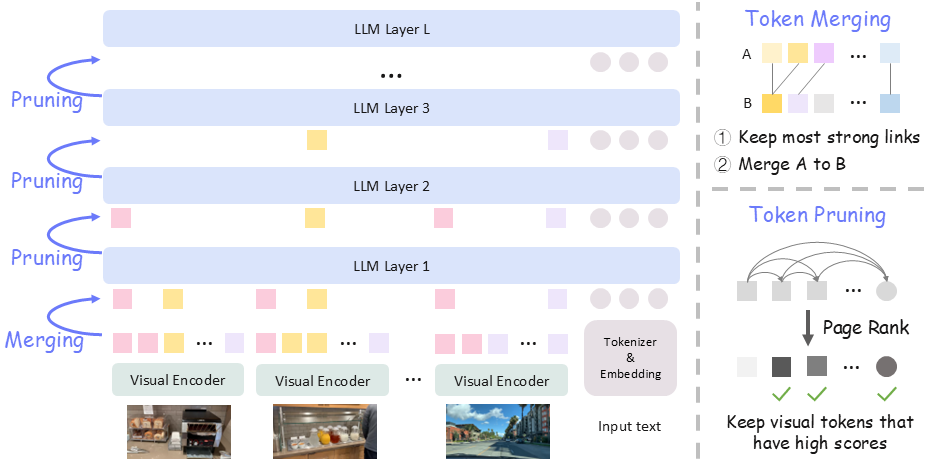 LLM Layer L
...
Pruning
LLM Layer 3
Pruning
LLM Layer 2
Pruning
LLM Layer 1
Merging
... ... ...
Tokenizer
&
Embedding
Visual Encoder Visual Encoder ... Visual Encoder
Input text
Token Merging
A ...
B ...
① Keep most strong links
② Merge A to B
Token Pruning
...
Page Rank
...
Keep visual tokens that
have high scores